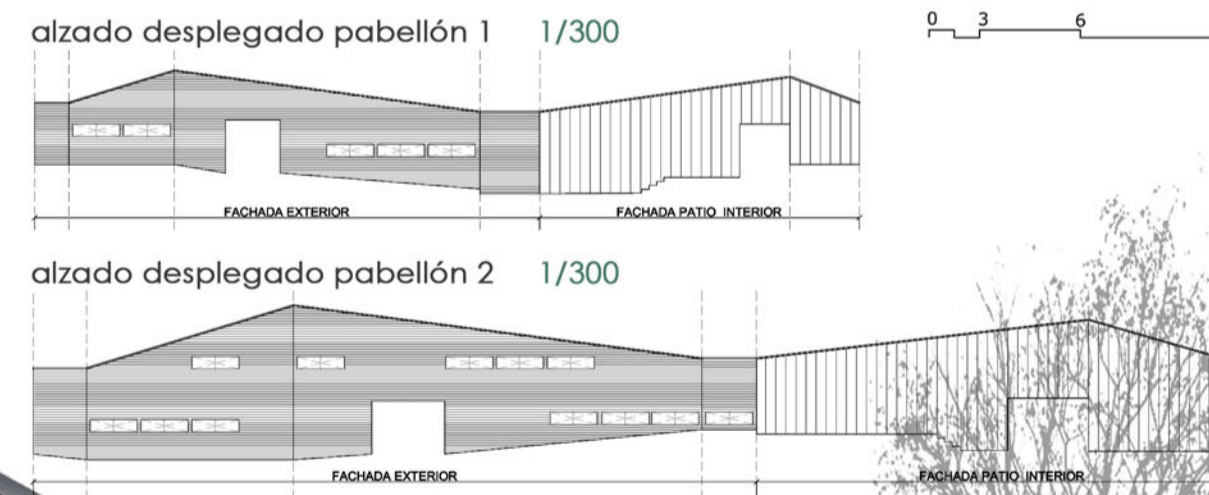 alzado desplegado pabellón 1 1/300
0 3 6
FACHADA EXTERIOR FACHADA PATIO INTERIOR
alzado desplegado pabellón 2 1/300
FACHADA EXTERIOR FACHADA PATIO INTERIOR